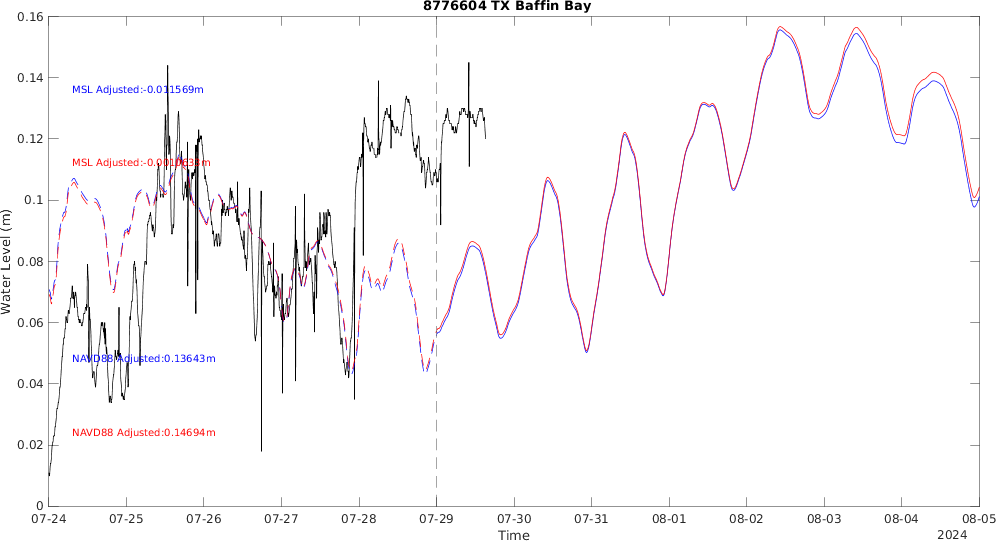 8776604 TX Baffin Bay
0.16
0.14
0.12
0.1
0.08
0.06
0.04
0.02
0
Water Level (m)
MSL Adjusted:-0.011569m
MSL Adjusted:
NAVD88 Adjusted:0.13643m
NAVD88 Adjusted:0.14694m
07-24 07-25 07-26 07-27 07-28 07-29 07-30 07-31 08-01 08-02 08-03 08-04 08-05
Time
2024